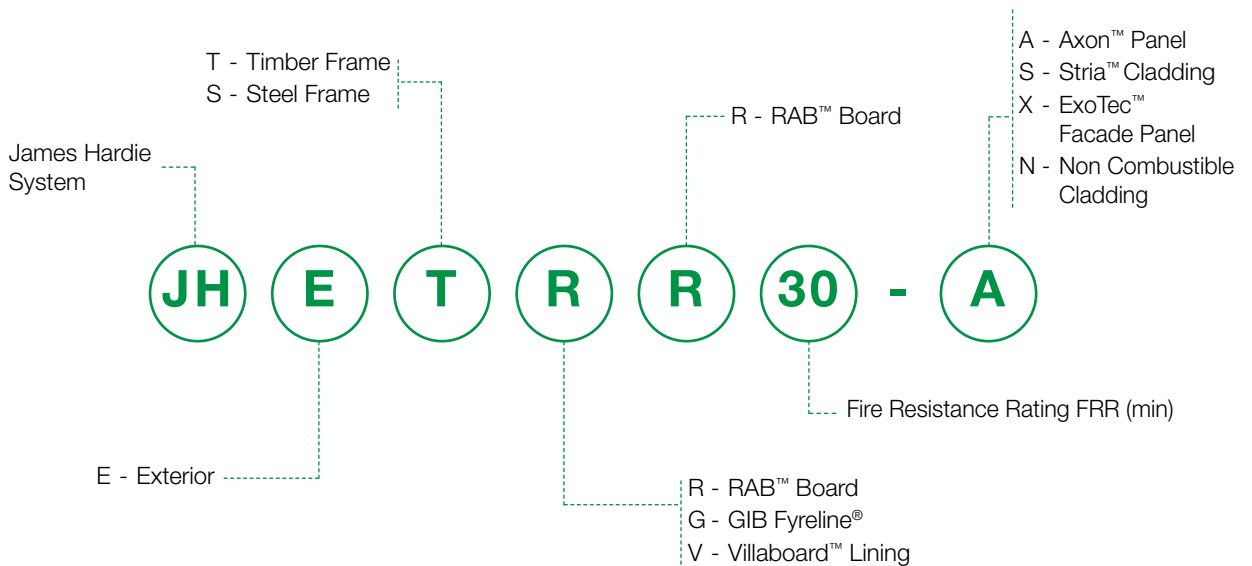 A - Axon™ Panel
S - Stria™ Cladding
X - ExoTec™
Facade Panel
N - Non Combustible
Cladding
T - Timber Frame
S - Steel Frame
R - RAB™ Board
James Hardie
System
JH E T R R 30 - A
Fire Resistance Rating FRR (min)
E - Exterior
R - RAB™ Board
G - GIB Fyreline®
V - Villaboard™ Lining